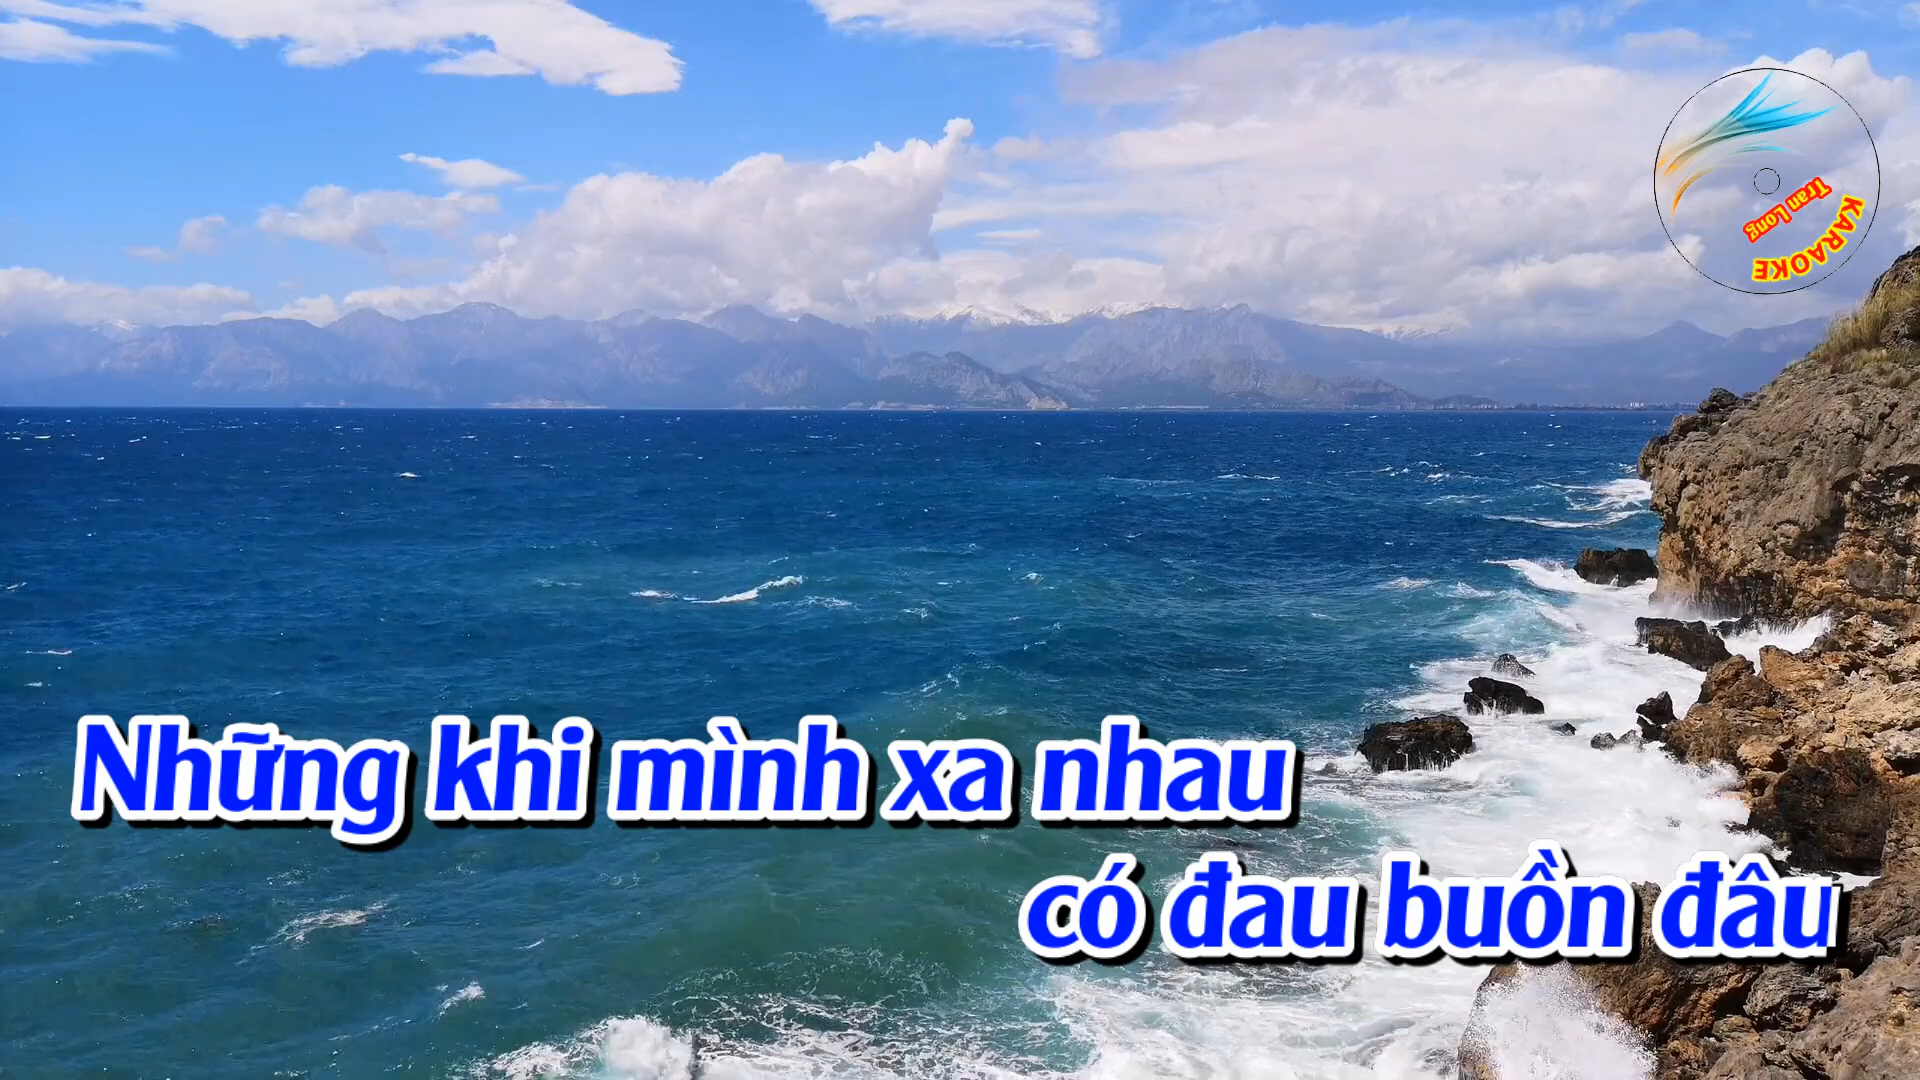 Tran Long
KARAOKE
Những khi mình xa nhau
có đau buồn đâu